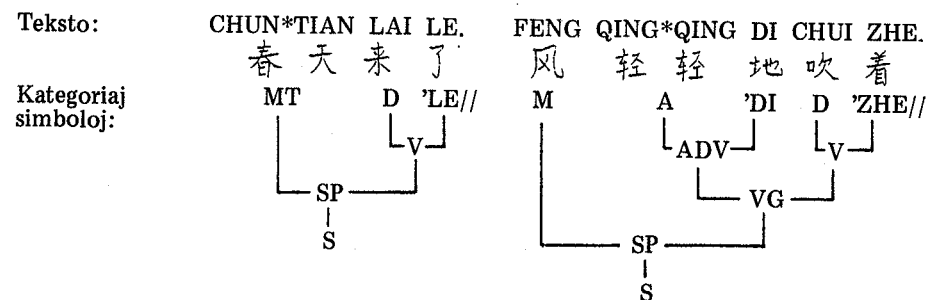 Teksto: CHUN*TIAN LAI LE. FENG QING*QING DI CHUI ZHE.
春天来了 风 轻轻地吹着
Kategoriaj MT D 'LE// M A 'DI D 'ZHE//
simboloj:
V ADV V
SP VG
S SP
S